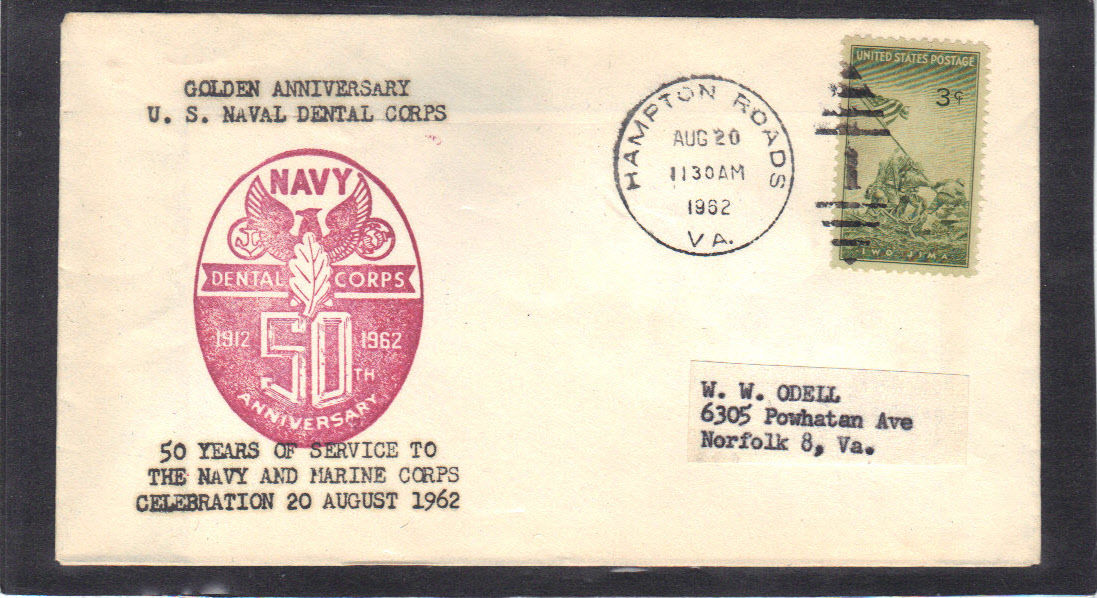 GOLDEN ANNIVERSARY
U. S. NAVAL DENTAL CORPS
NAVY
DENTAL CORPS
1912 1962
50TH
ANNIVERSARY
50 YEARS OF SERVICE TO
THE NAVY AND MARINE CORPS
CELEBRATION 20 AUGUST 1962
HAMPTON ROADS
AUG 20
1130AM
1962
VA.
UNITED STATES POSTAGE
3¢
IWO JIMA
W. W. ODELL
6305 Powhatan Ave
Norfolk 8, Va.